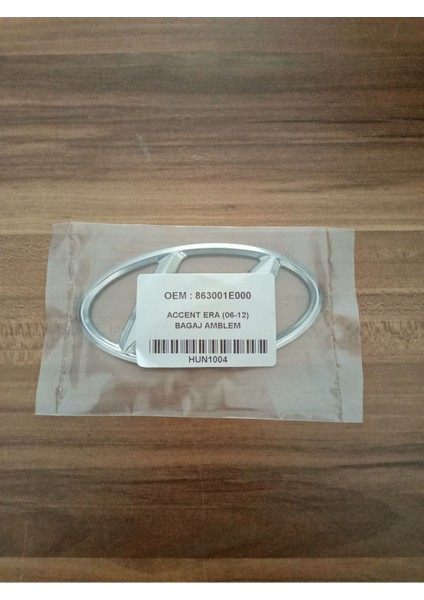 OEM : 863001E000
ACCENT ERA (06-12)
BAGAJ AMBLEM
HUN1004